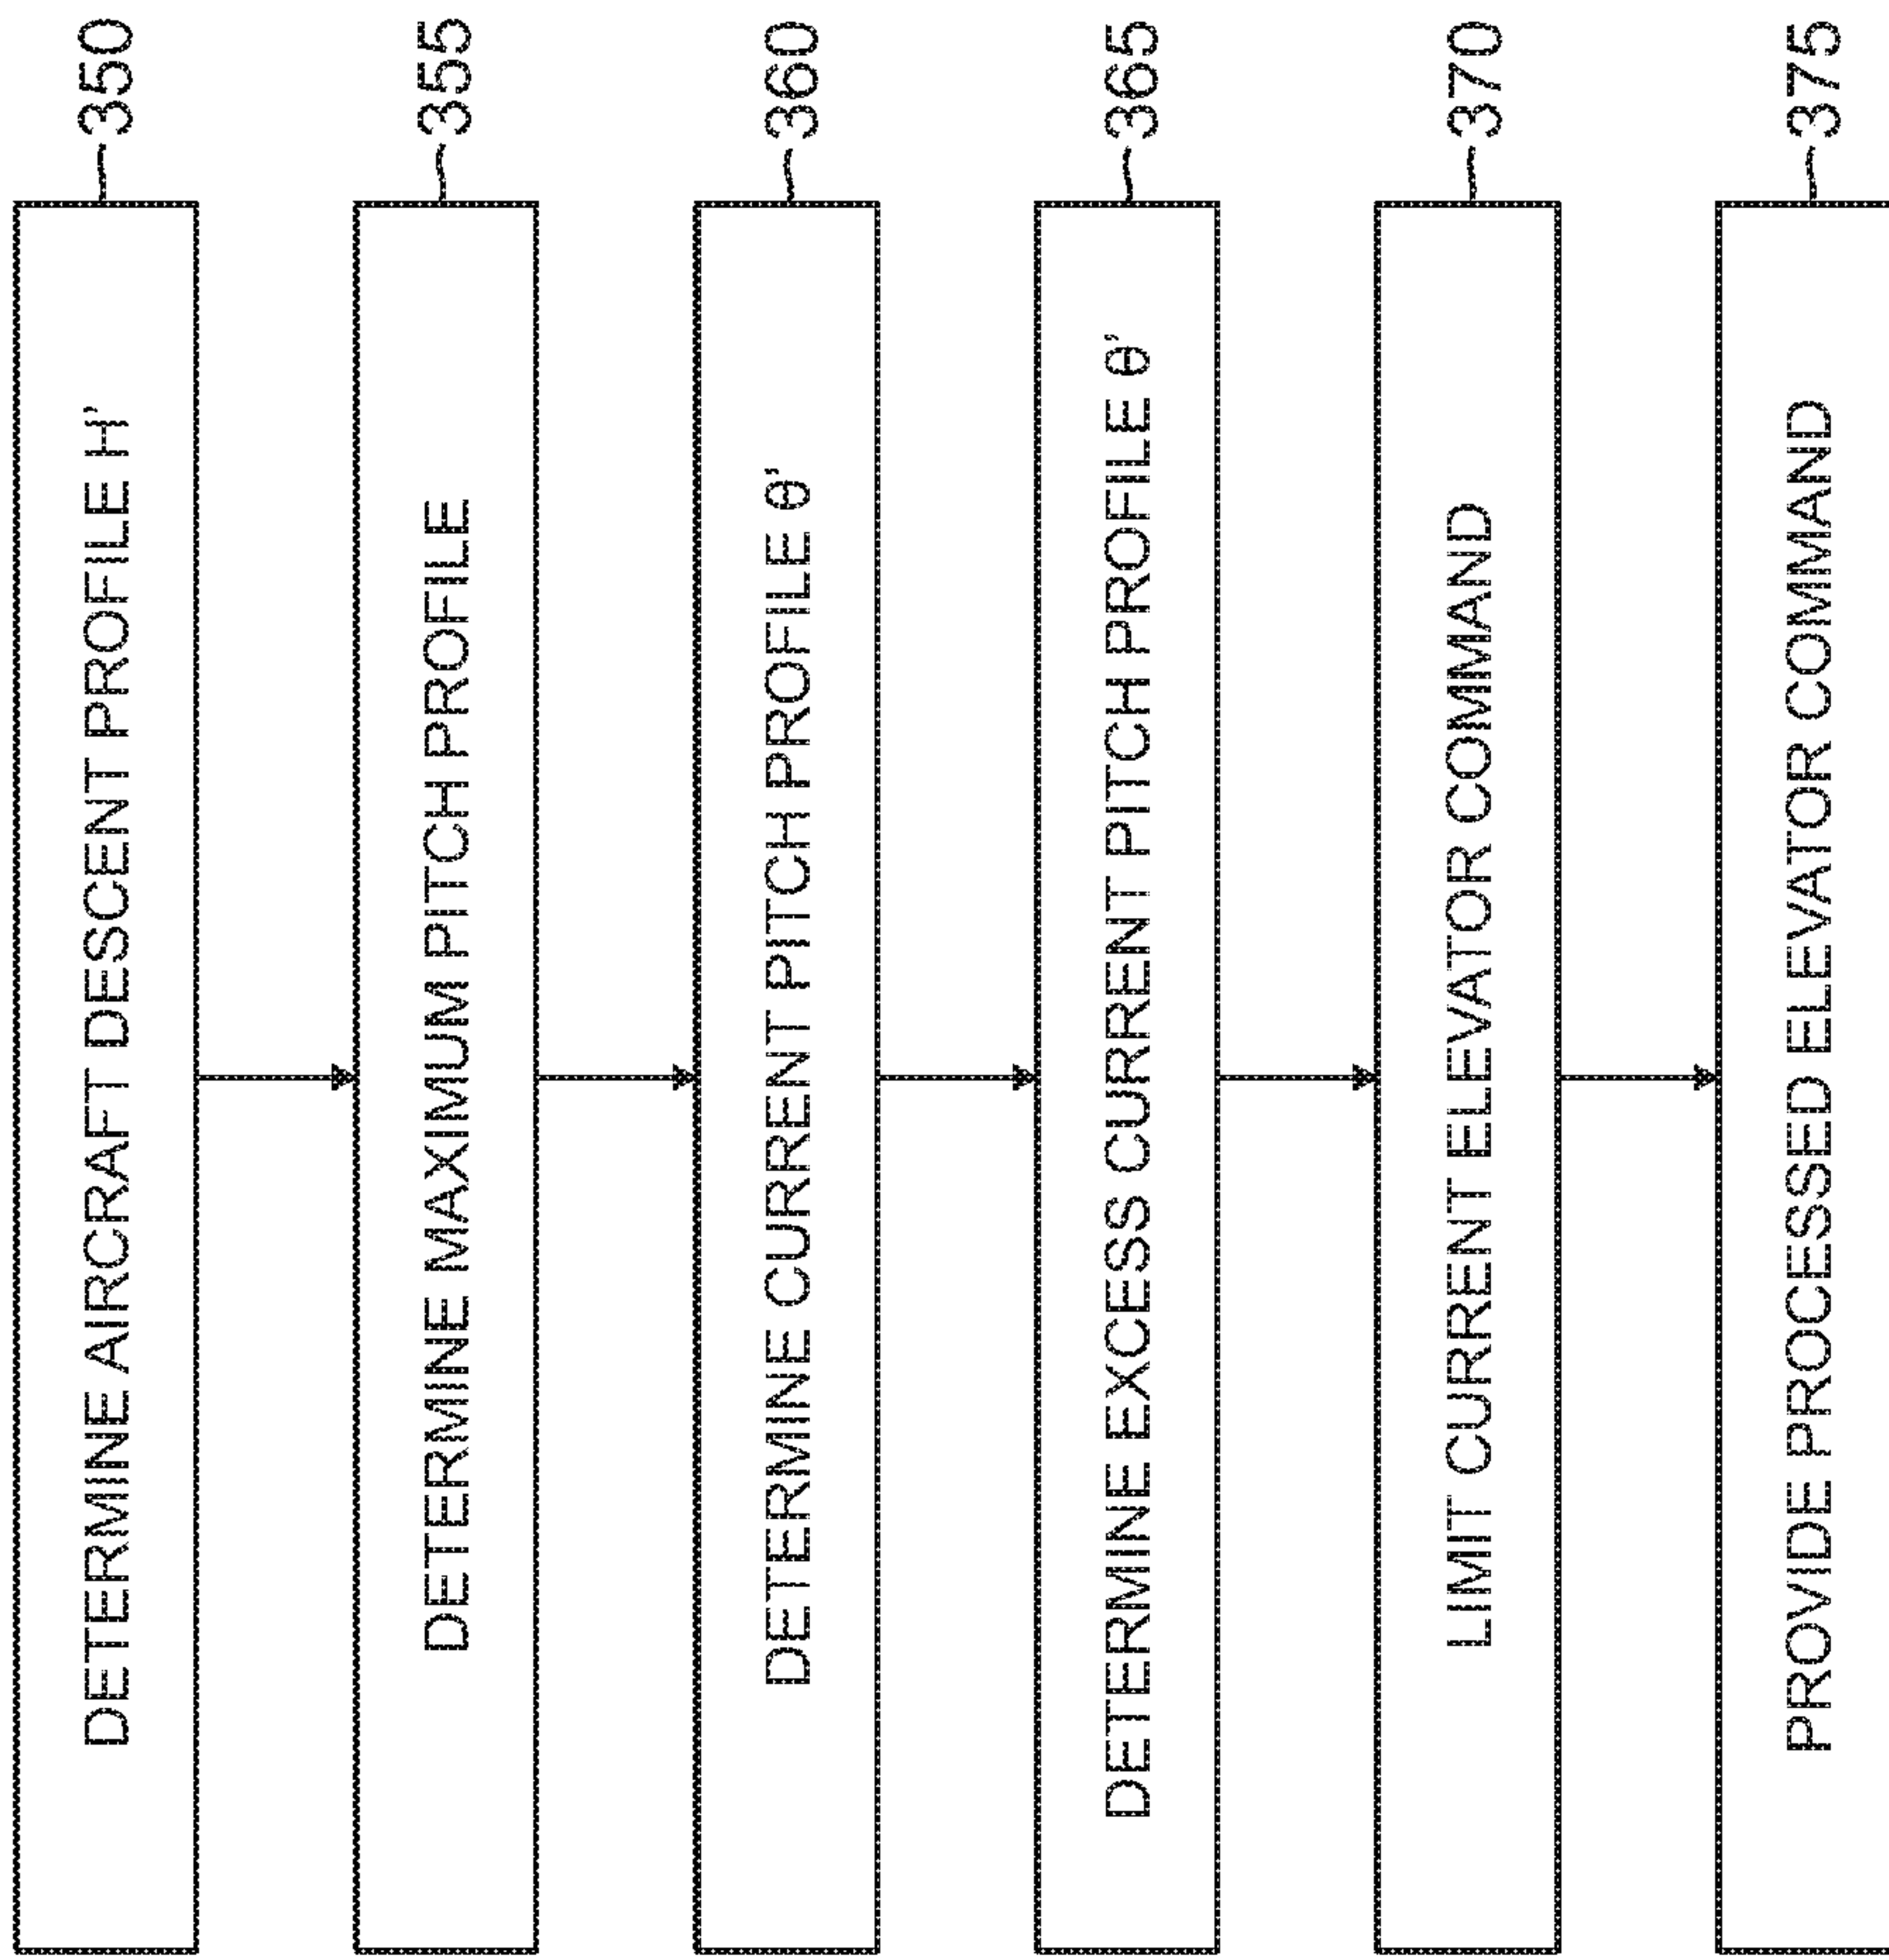 DETERMINE AIRCRAFT DESCENT PROFILE H'
350
DETERMINE MAXIMUM PITCH PROFILE
355
DETERMINE CURRENT PITCH PROFILE θ'
360
DETERMINE EXCESS CURRENT PITCH PROFILE θ'
365
LIMIT CURRENT ELEVATOR COMMAND
370
PROVIDE PROCESSED ELEVATOR COMMAND
375